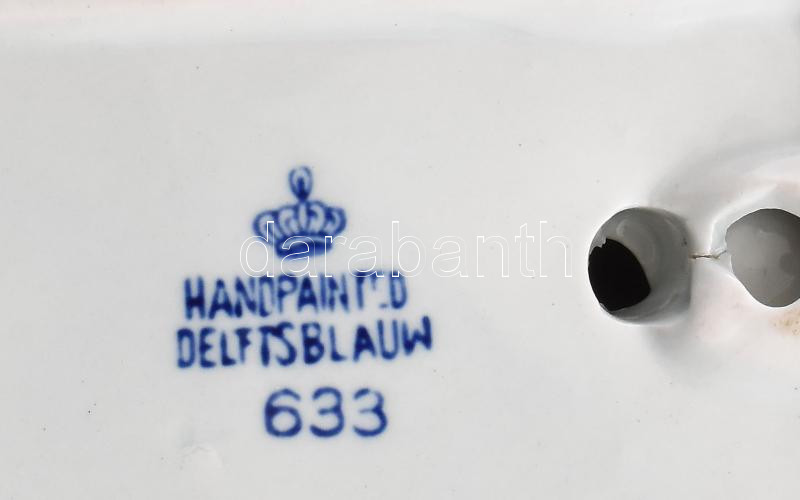 darabanth
HANDPAINTED
DELFTSBLAUW
633